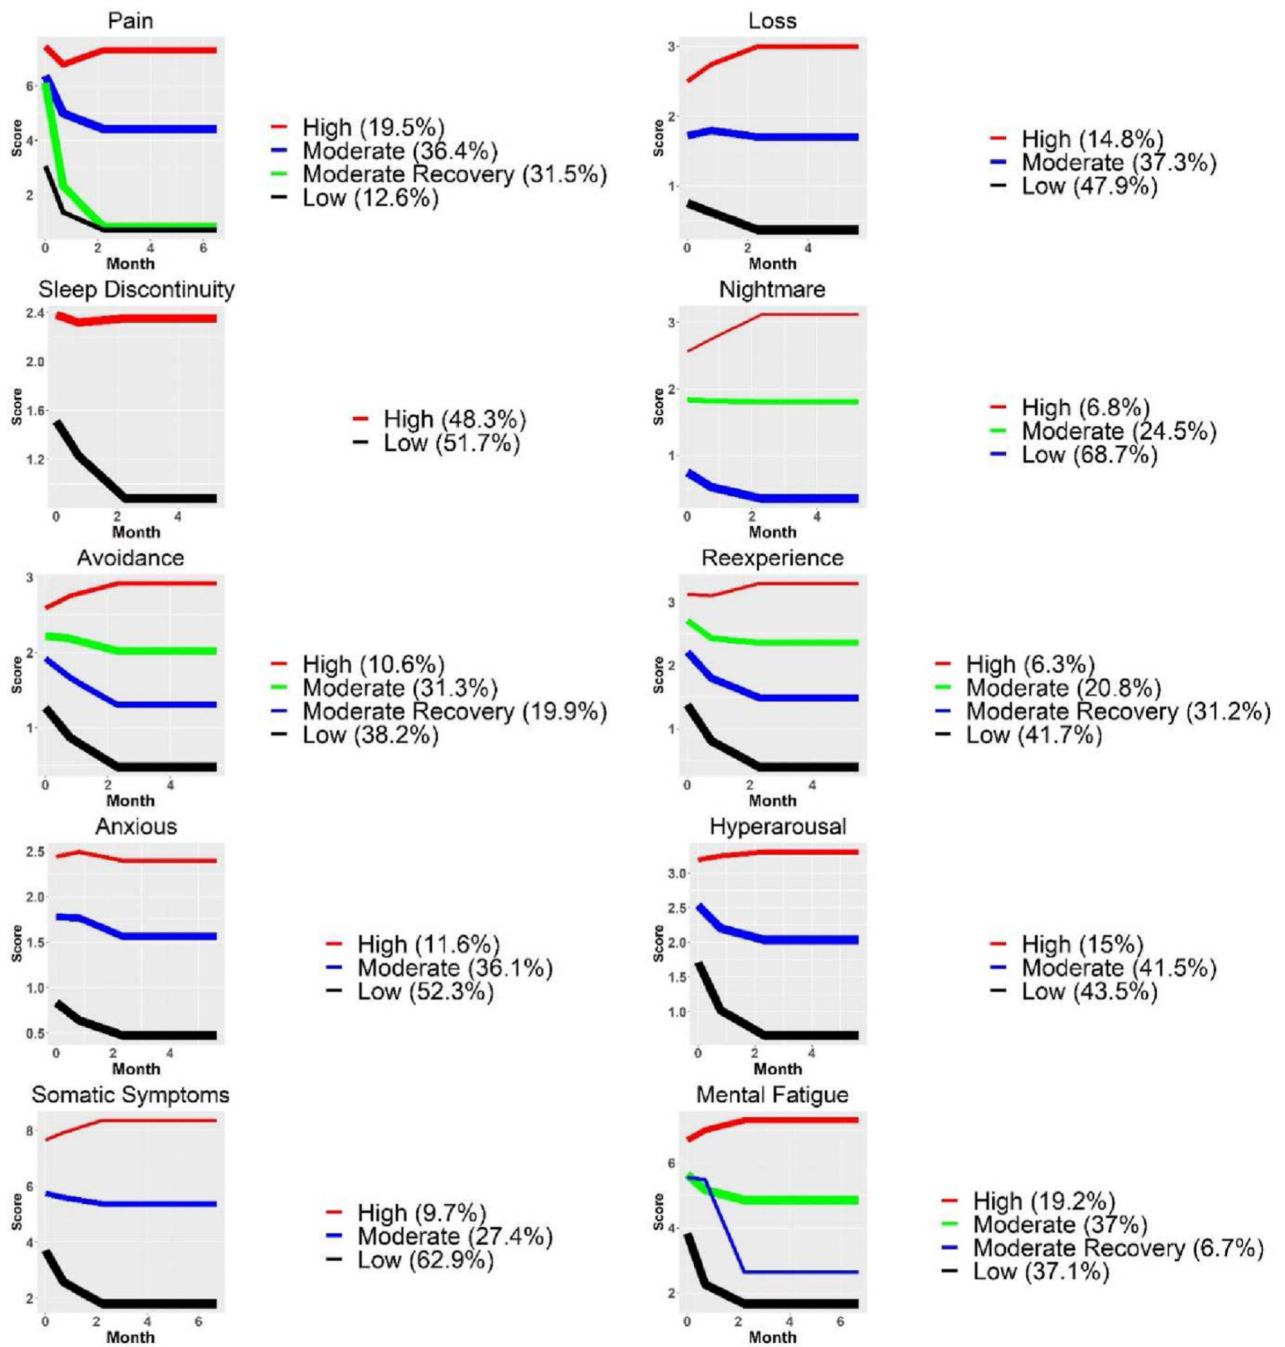 Pain
Score
6
4
2
0 2 4 6
Month
High (19.5%)
Moderate (36.4%)
Moderate Recovery (31.5%)
Low (12.6%)
Loss
Score
3
2
1
0 2 4
Month
High (14.8%)
Moderate (37.3%)
Low (47.9%)
Sleep Discontinuity
Score
2.4
2.0
1.6
1.2
0 2 4
Month
High (48.3%)
Low (51.7%)
Nightmare
Score
3
2
1
0 2 4
Month
High (6.8%)
Moderate (24.5%)
Low (68.7%)
Avoidance
Score
3
2
1
0 2 4
Month
High (10.6%)
Moderate (31.3%)
Moderate Recovery (19.9%)
Low (38.2%)
Reexperience
Score
3
2
1
0 2 4
Month
High (6.3%)
Moderate (20.8%)
Moderate Recovery (31.2%)
Low (41.7%)
Anxious
Score
2.5
2.0
1.5
1.0
0.5
0 2 4
Month
High (11.6%)
Moderate (36.1%)
Low (52.3%)
Hyperarousal
Score
3.0
2.5
2.0
1.5
1.0
0 2 4
Month
High (15%)
Moderate (41.5%)
Low (43.5%)
Somatic Symptoms
Score
8
6
4
2
0 2 4 6
Month
High (9.7%)
Moderate (27.4%)
Low (62.9%)
Mental Fatigue
Score
6
4
2
0 2 4 6
Month
High (19.2%)
Moderate (37%)
Moderate Recovery (6.7%)
Low (37.1%)